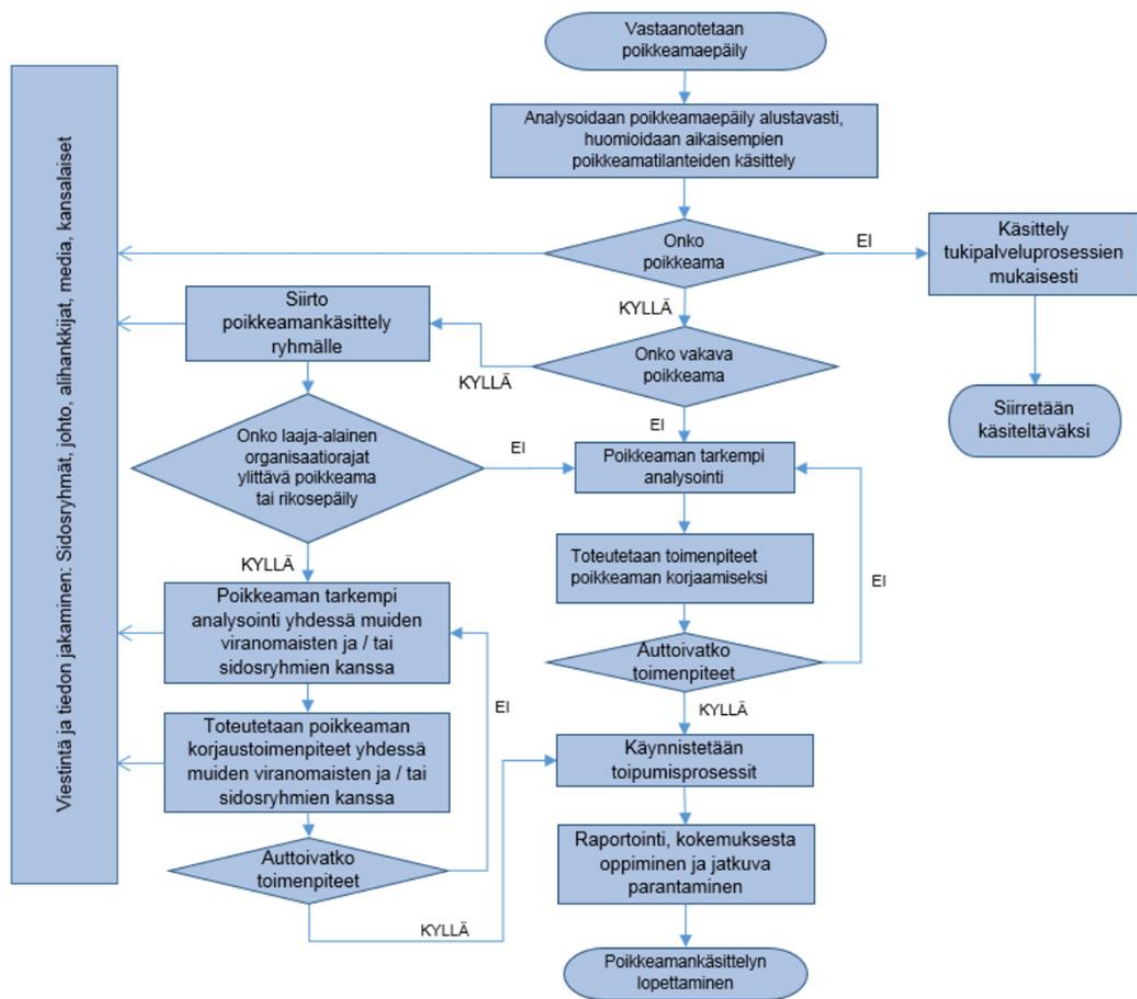 Vastaanotetaan
poikkeamaepäily
Analysoidaan poikkeamaepäily alustavasti,
huomioidaan aikaisempien
poikkeamatilanteiden käsittely
Onko
poikkeama
EI
Käsittely
tukipalveluprosessien
mukaisesti
Siirretään
käsiteltäväksi
KYLLÄ
Onko vakava
poikkeama
KYLLÄ
Siirto
poikkeamankäsittely
ryhmälle
EI
Onko laaja-alainen
organisaatiorajat
ylittävä poikkeama
tai rikosepäily
EI
Poikkeaman tarkempi
analysointi
Toteutetaan toimenpiteet
poikkeaman korjaamiseksi
EI
Auttoivatko
toimenpiteet
KYLLÄ
KYLLÄ
Poikkeaman tarkempi
analysointi yhdessä muiden
viranomaisten ja / tai
sidosryhmien kanssa
EI
Toteutetaan poikkeaman
korjaustoimenpiteet yhdessä
muiden viranomaisten ja / tai
sidosryhmien kanssa
Auttoivatko
toimenpiteet
KYLLÄ
Käynnistetään
toipumisprosessit
Raportointi, kokemuksesta
oppiminen ja jatkuva
parantaminen
Poikkeamankäsittelyn
lopettaminen
Viestintä ja tiedon jakaminen: Sidosryhmät, johto, alihankkijat, media, kansalaiset